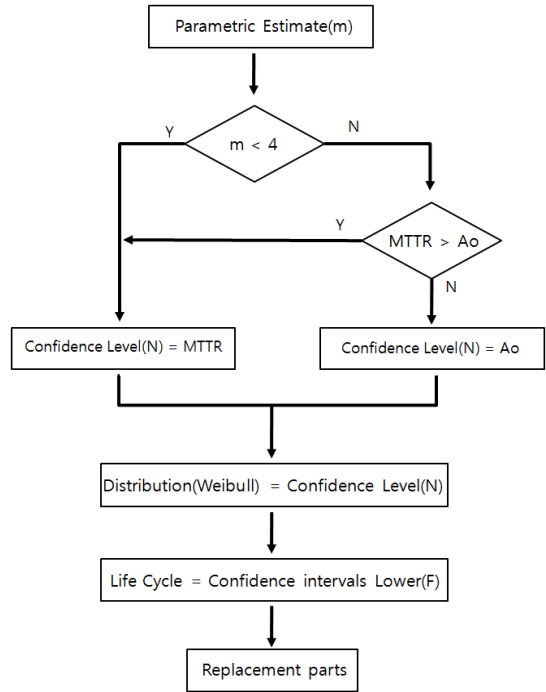 Parametric Estimate(m)
Y
N
m < 4
Y
MTTR > Ao
N
Confidence Level(N) = MTTR
Confidence Level(N) = Ao
Distribution(Weibull) = Confidence Level(N)
Life Cycle = Confidence intervals Lower(F)
Replacement parts